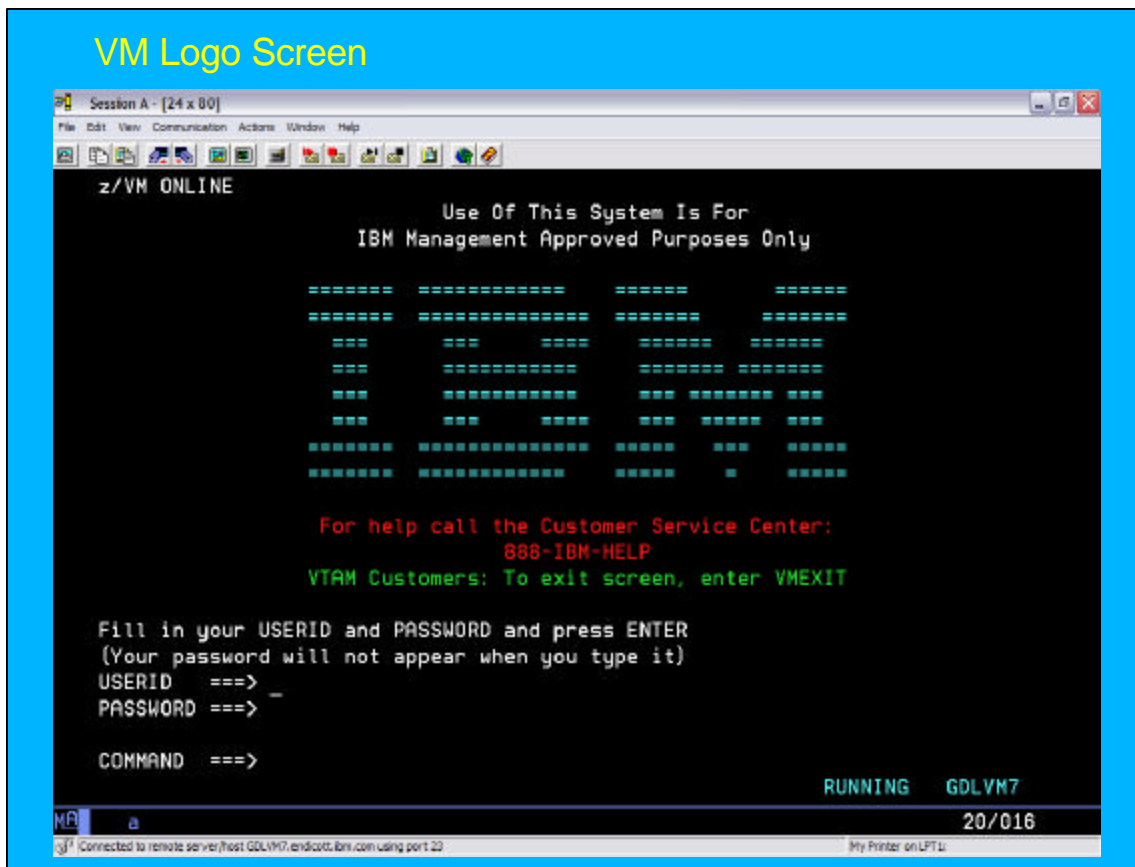 VM Logo Screen
Session A - [24 x 80]
File Edit View Communication Actions Window Help
z/VM ONLINE
Use Of This System Is For
IBM Management Approved Purposes Only
======= ============ ====== ======
======= ============== ======= =======
=== === ==== ====== ======
=== =========== ======= =======
=== =========== === ======= ===
=== === ==== === ===== ===
======= ============== ===== === =====
======= ============ ===== = =====
For help call the Customer Service Center:
888-IBM-HELP
VTAM Customers: To exit screen, enter VMEXIT
Fill in your USERID and PASSWORD and press ENTER
(Your password will not appear when you type it)
USERID ===> _
PASSWORD ===>
COMMAND ===>
RUNNING GDLVM7
MA a 20/016
Connected to remote server/host GDLVM7.endicott.ibm.com using port 23 My Printer on LPT1: